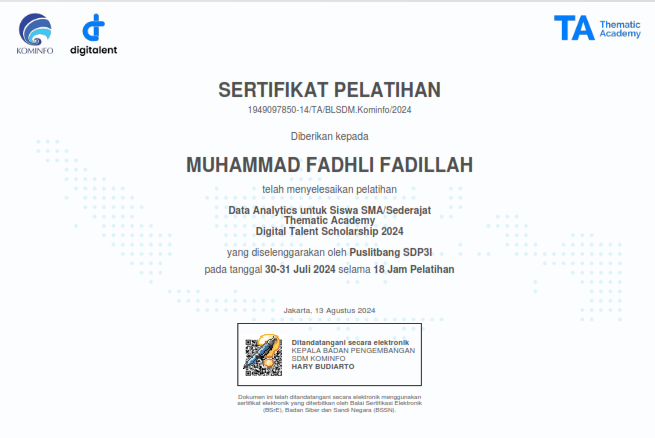 KOMINFO
digitalent
TA Thematic Academy
SERTIFIKAT PELATIHAN
1949097850-14/TA/BLSDM.Kominfo/2024
Diberikan kepada
MUHAMMAD FADHLI FADILLAH
telah menyelesaikan pelatihan
Data Analytics untuk Siswa SMA/Sederajat
Thematic Academy
Digital Talent Scholarship 2024
yang diselenggarakan oleh Puslitbang SDP3I
pada tanggal 30-31 Juli 2024 selama 18 Jam Pelatihan
Jakarta, 13 Agustus 2024
Ditandatangani secara elektronik
KEPALA BADAN PENGEMBANGAN
SDM KOMINFO
HARY BUDIARTO
Dokumen ini telah ditandatangani secara elektronik menggunakan
sertifikat elektronik yang diterbitkan oleh Balai Sertifikasi Elektronik
(BSrE), Badan Siber dan Sandi Negara (BSSN).